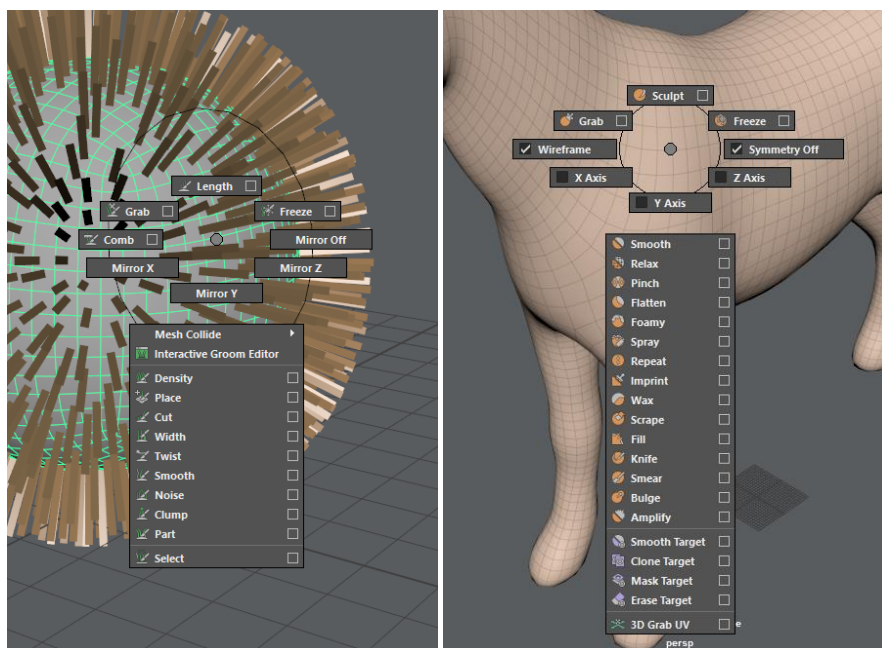 Length
Grab
Freeze
Comb
Mirror Off
Mirror X
Mirror Z
Mirror Y
Mesh Collide
Interactive Groom Editor
Density
Place
Cut
Width
Twist
Smooth
Noise
Clump
Part
Select
Sculpt
Grab
Freeze
Wireframe
Symmetry Off
X Axis
Z Axis
Y Axis
Smooth
Relax
Pinch
Flatten
Foamy
Spray
Repeat
Imprint
Wax
Scrape
Fill
Knife
Smear
Bulge
Amplify
Smooth Target
Clone Target
Mask Target
Erase Target
3D Grab UV
e
persp